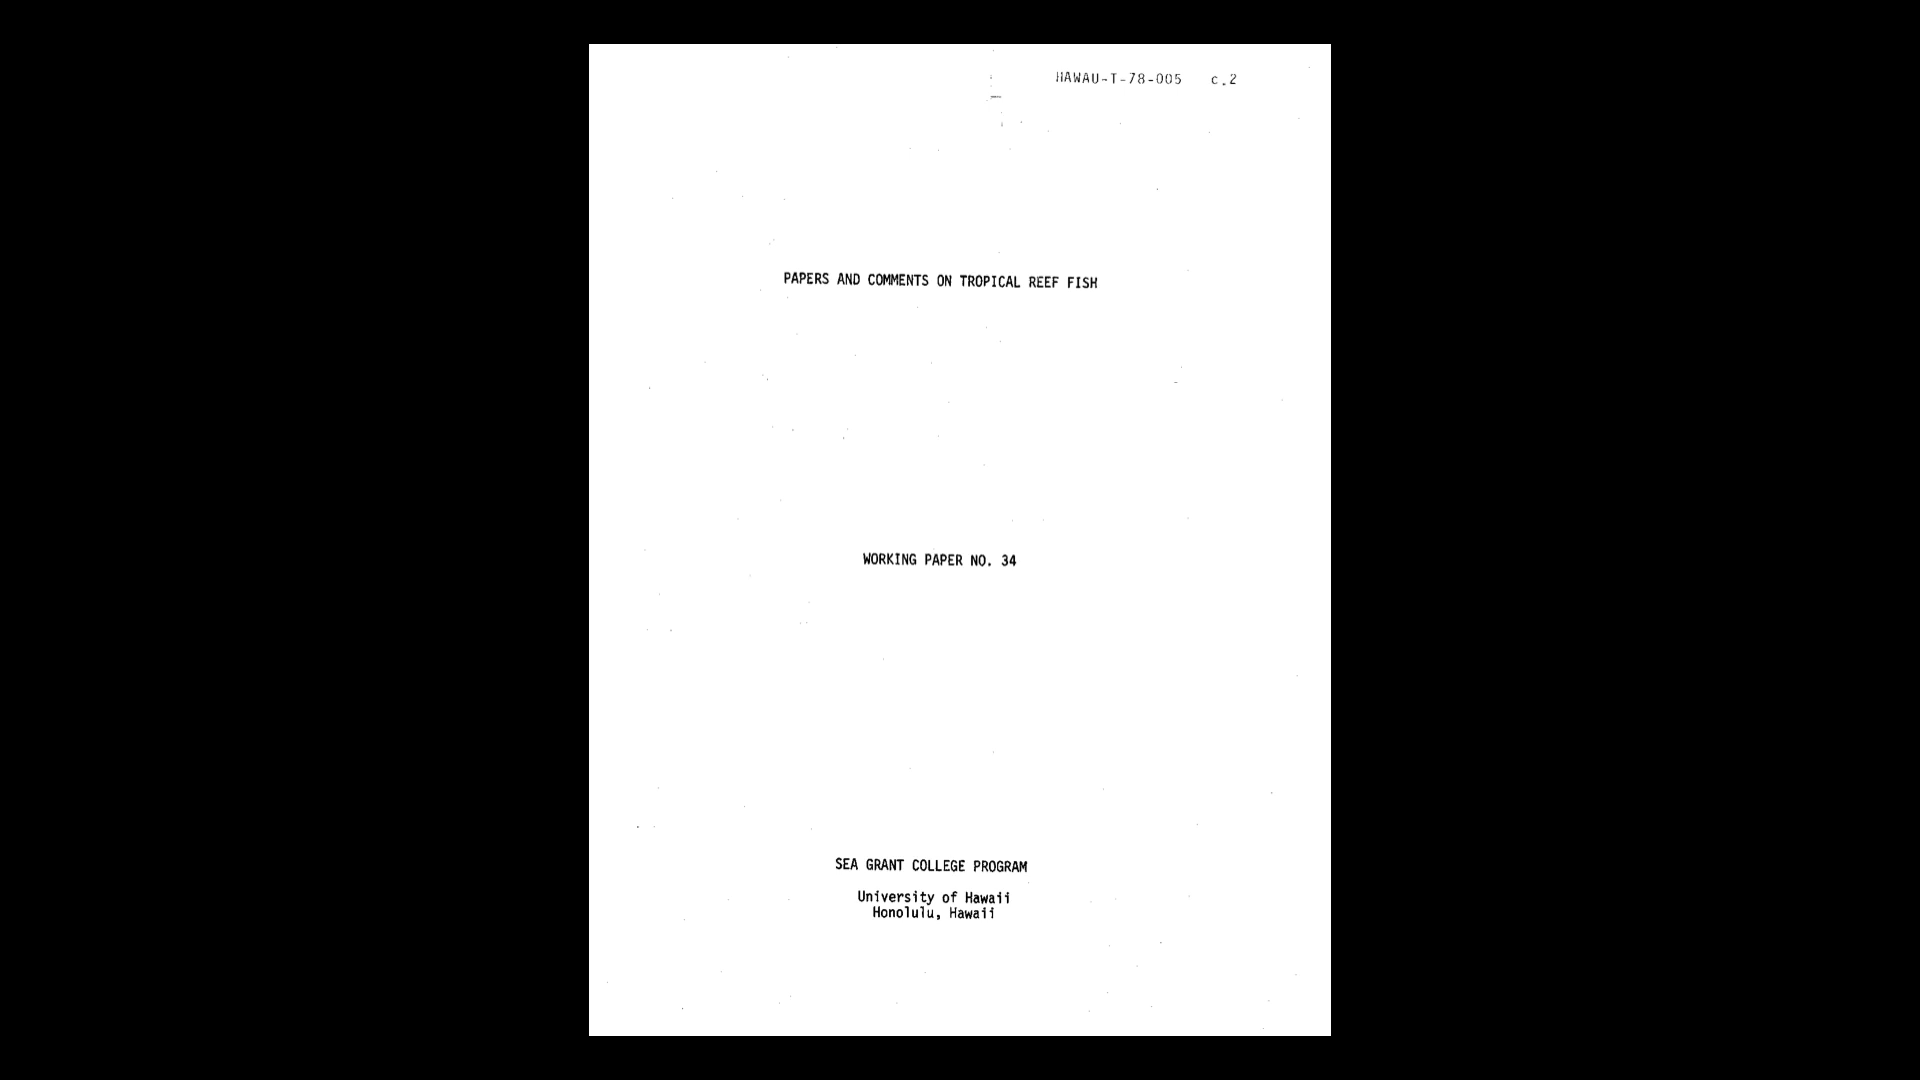 HAWAU-T-78-005 c.2
PAPERS AND COMMENTS ON TROPICAL REEF FISH
WORKING PAPER NO. 34
SEA GRANT COLLEGE PROGRAM
University of Hawaii
Honolulu, Hawaii